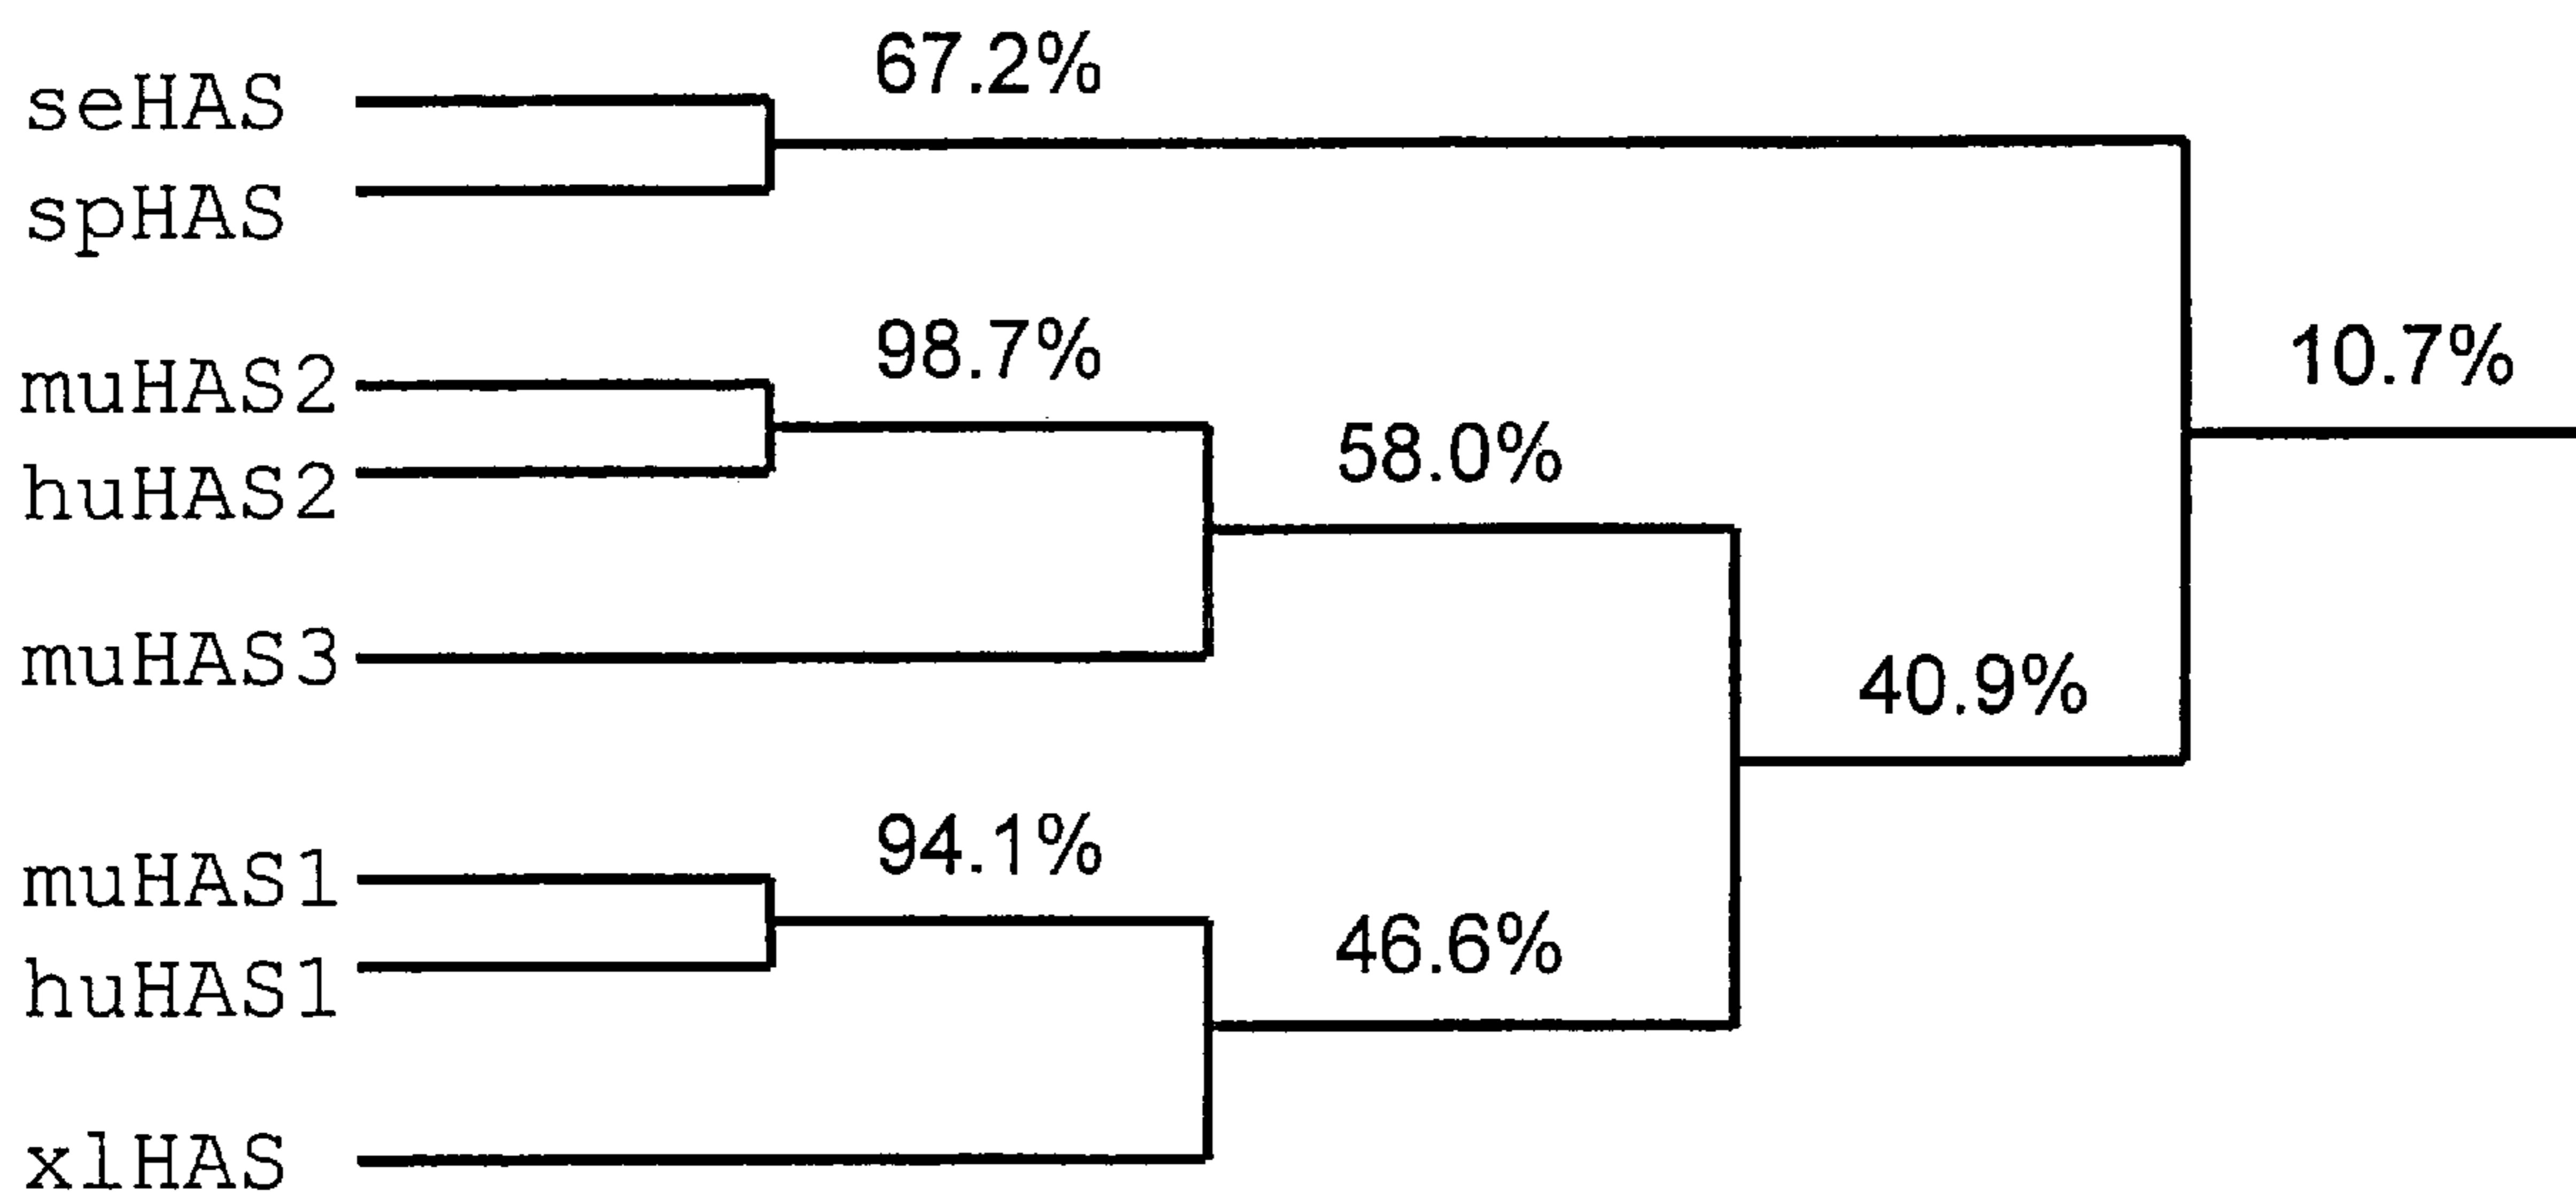 67.2%
seHAS
spHAS
98.7%
10.7%
muHAS2
58.0%
huHAS2
muHAS3
40.9%
94.1%
muHAS1
46.6%
huHAS1
xlHAS